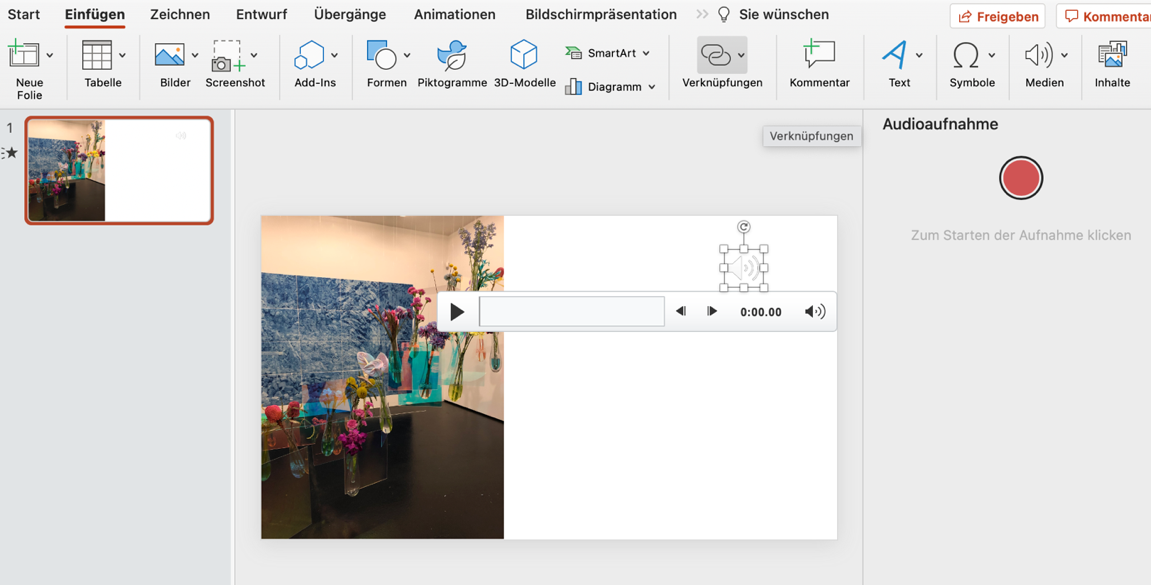 Start Einfügen Zeichnen Entwurf Übergänge Animationen Bildschirmpräsentation >> Sie wünschen Freigeben Kommentar
Neue Folie
Tabelle
Bilder
Screenshot
Add-Ins
Formen
Piktogramme
3D-Modelle
SmartArt
Diagramm
Verknüpfungen
Kommentar
Text
Symbole
Medien
Inhalte
1
Verknüpfungen
Audioaufnahme
Zum Starten der Aufnahme klicken
0:00.00